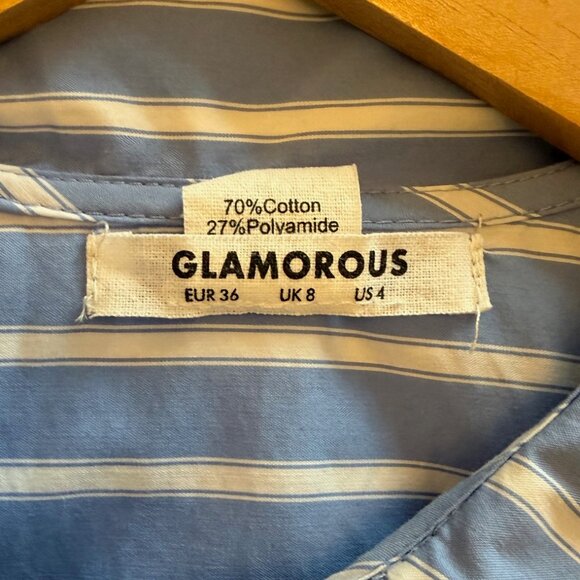 70%Cotton
27%Polyamide
GLAMOROUS
EUR 36 UK 8 US 4